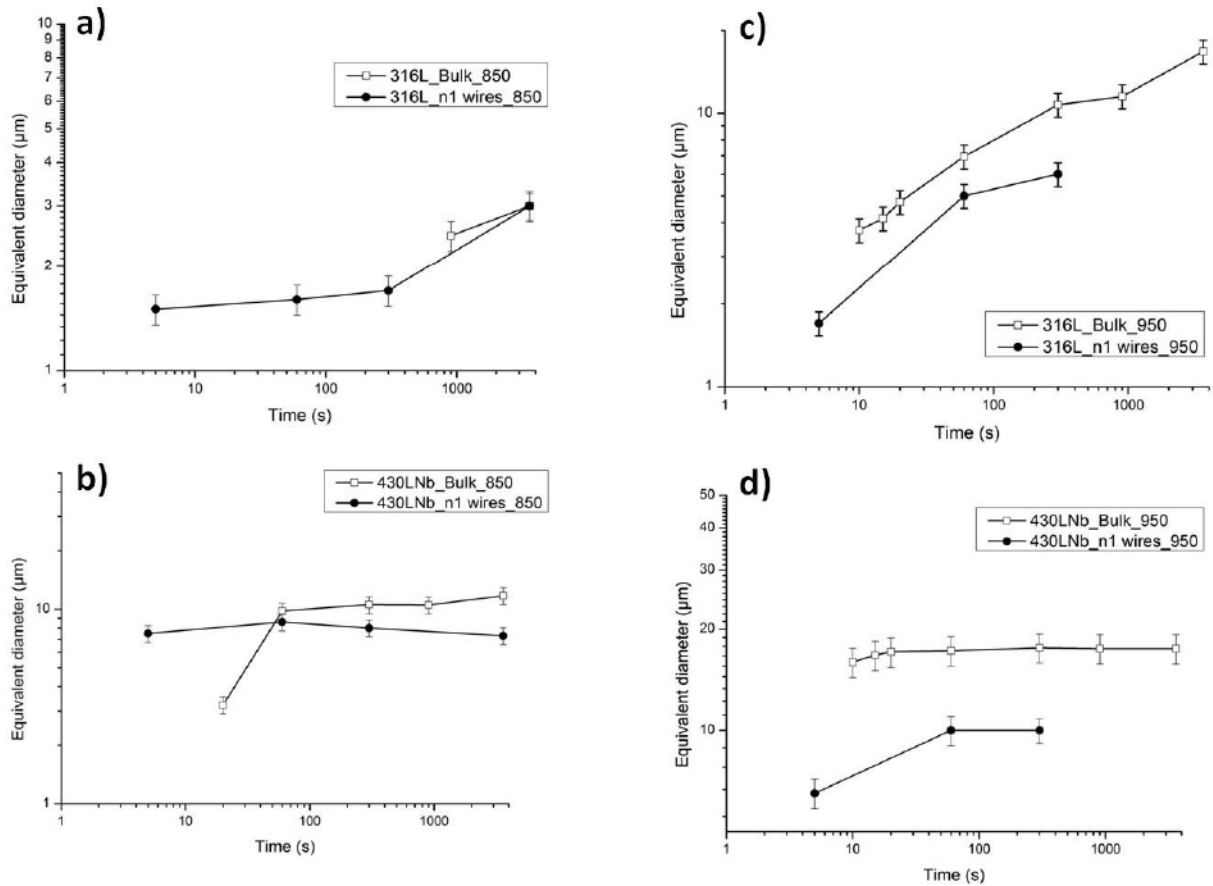 a)
10
9
8
7
6
5
4
3
2
1
Equivalent diameter (μm)
316L_Bulk_850
316L_n1 wires_850
1
10
100
1000
Time (s)
c)
10
1
Equivalent diameter (μm)
316L_Bulk_950
316L_n1 wires_950
1
10
100
1000
Time (s)
b)
10
1
Equivalent diameter (μm)
430LNb_Bulk_850
430LNb_n1 wires_850
1
10
100
1000
Time (s)
d)
50
40
30
20
10
Equivalent diameter (μm)
430LNb_Bulk_950
430LNb_n1 wires_950
1
10
100
1000
Time (s)